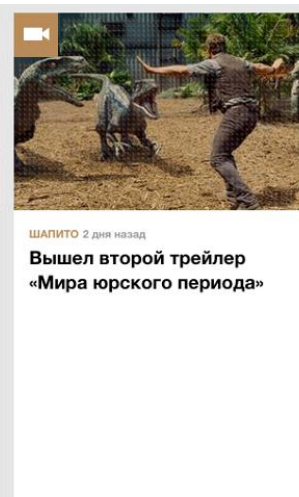 ШАПИТО 2 дня назад
Вышел второй трейлер
«Мира юрского периода»